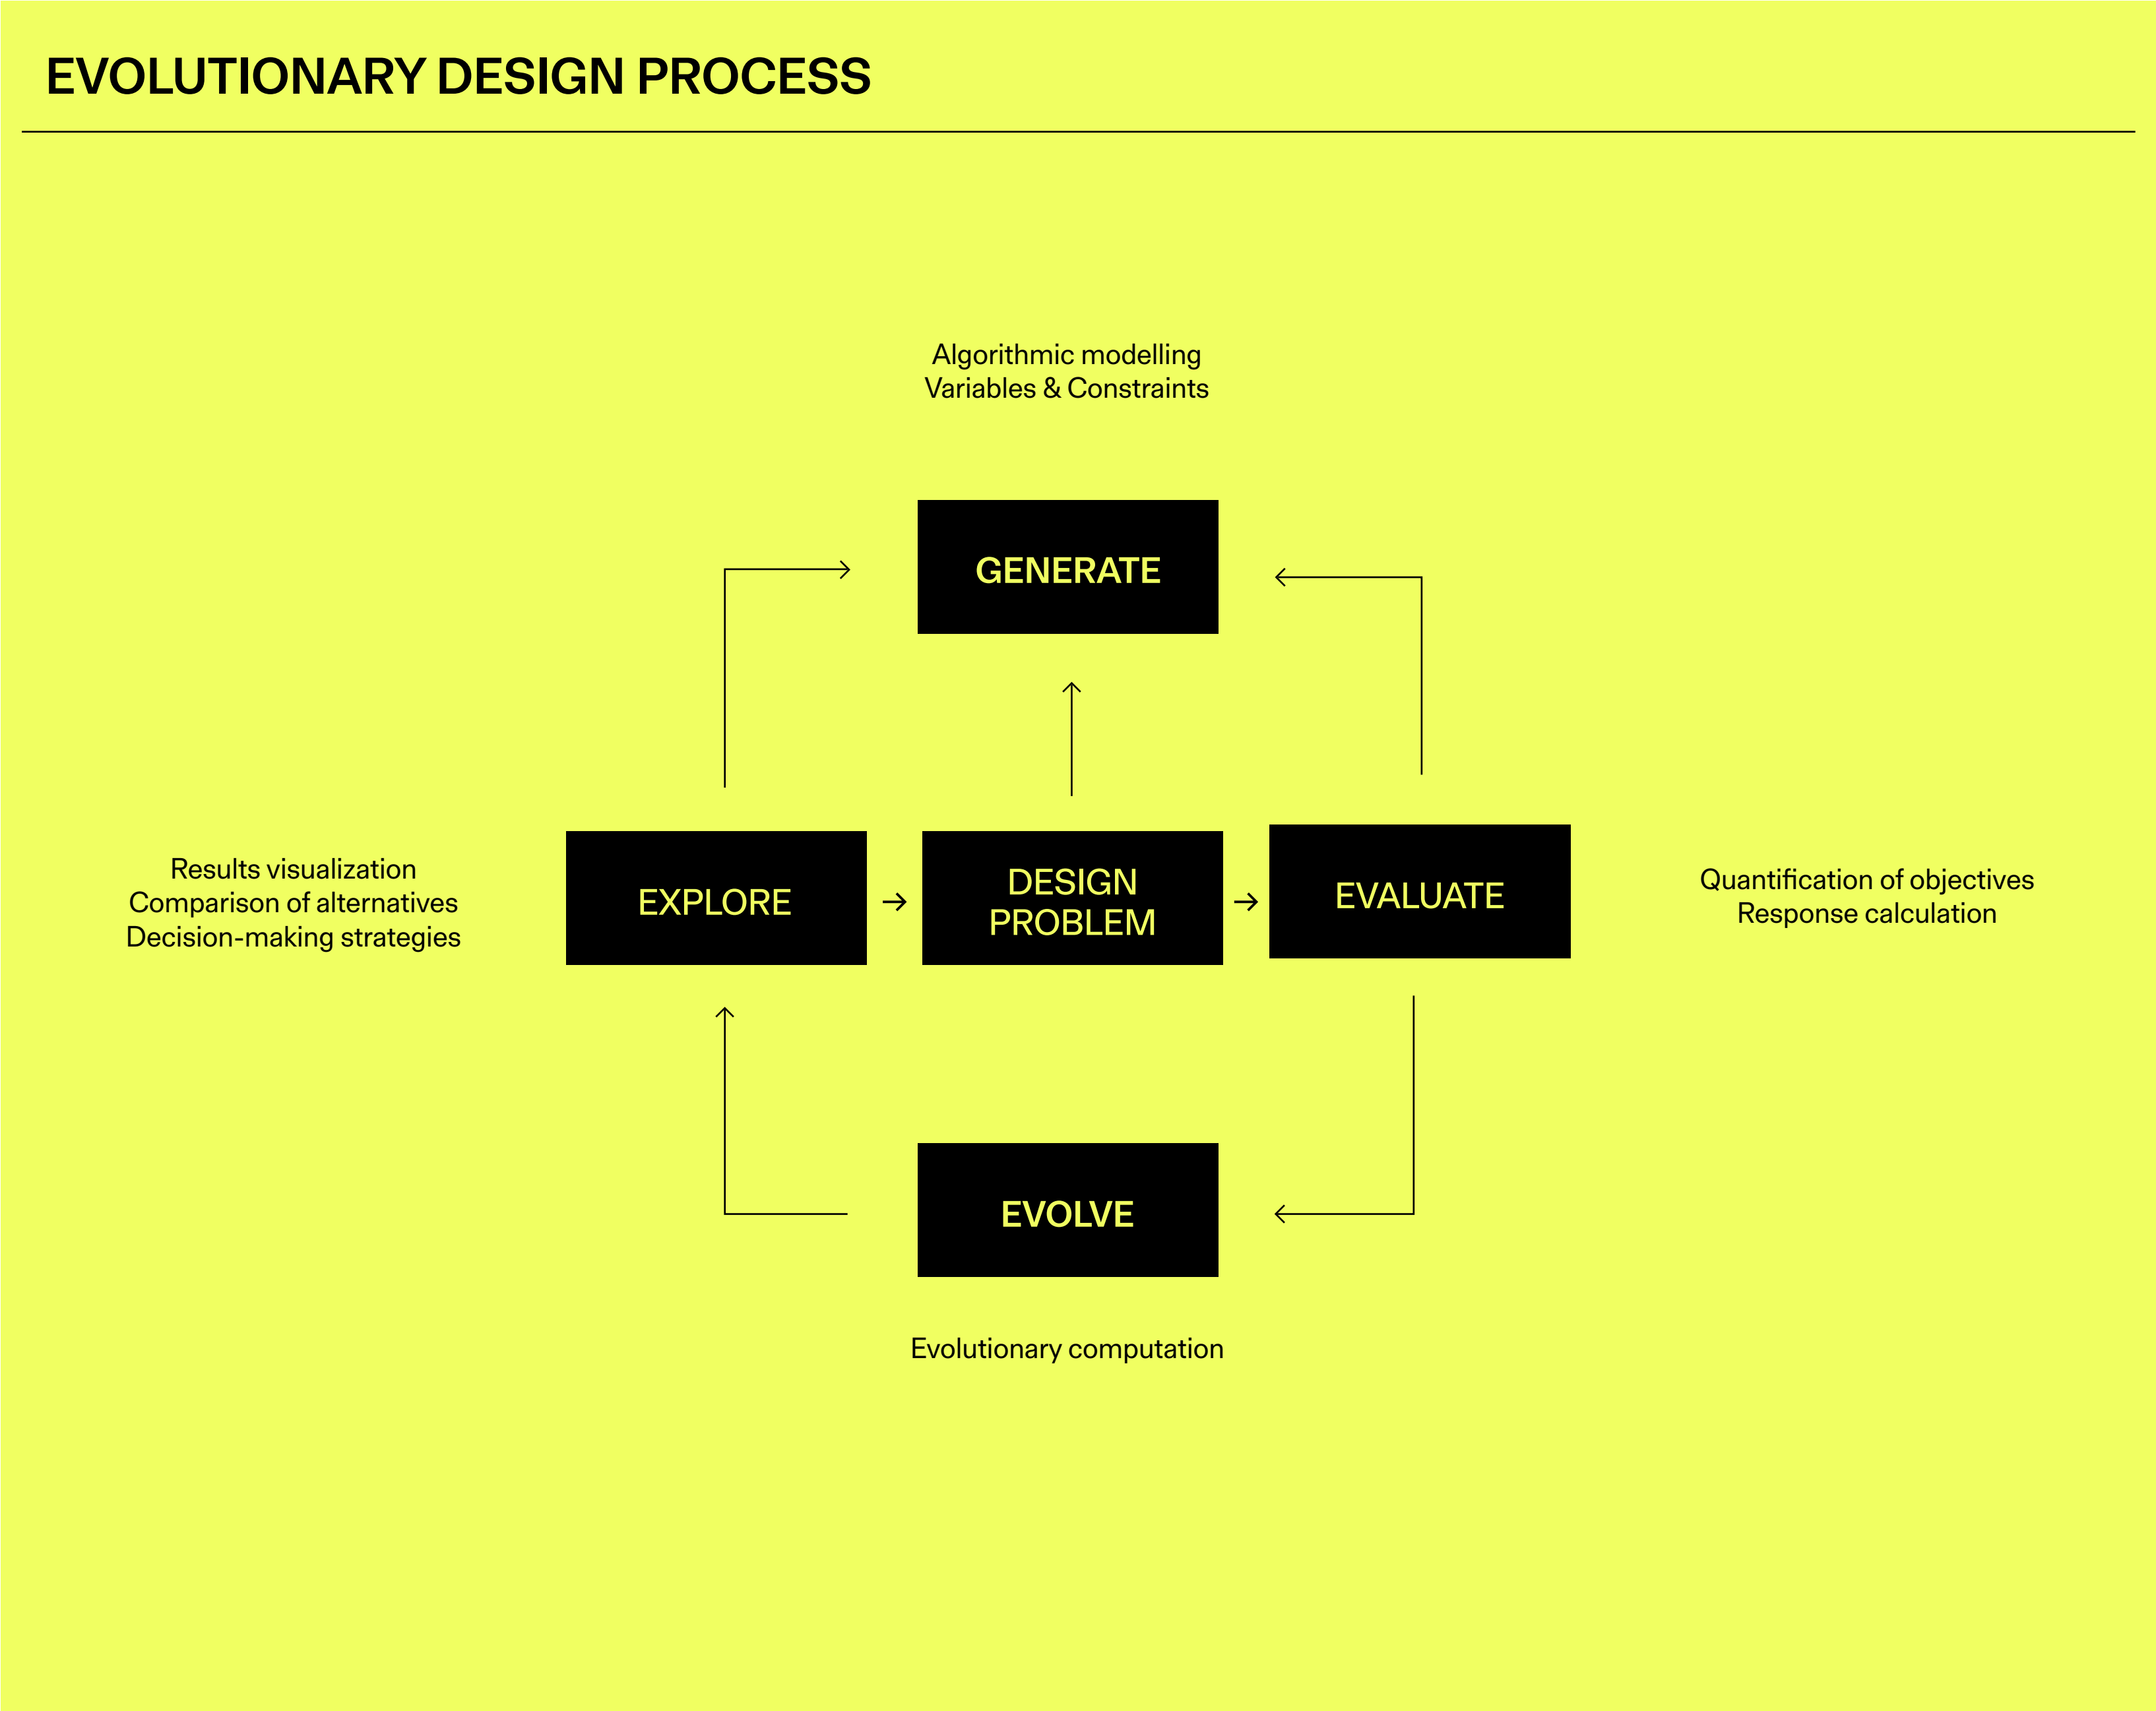 EVOLUTIONARY DESIGN PROCESS
Algorithmic modelling
Variables & Constraints
GENERATE
Results visualization
Comparison of alternatives
Decision-making strategies
EXPLORE
DESIGN
PROBLEM
EVALUATE
Quantification of objectives
Response calculation
EVOLVE
Evolutionary computation